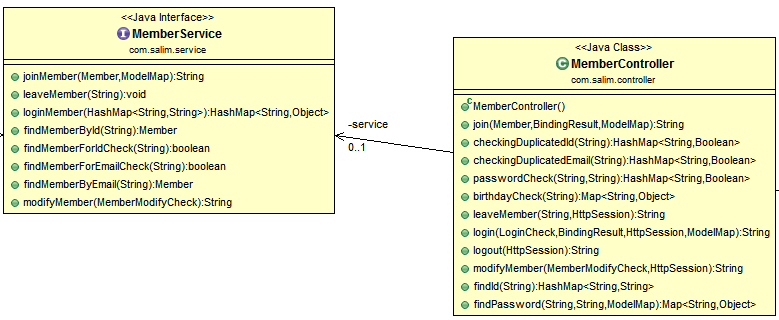 <<Java Interface>>
MemberService
com.salim.service
joinMember(Member,ModelMap):String
leaveMember(String):void
loginMember(HashMap<String,String>):HashMap<String,Object>
findMemberById(String):Member
findMemberForIdCheck(String):boolean
findMemberForEmailCheck(String):boolean
findMemberByEmail(String):Member
modifyMember(MemberModifyCheck):String
-service
0..1
<<Java Class>>
MemberController
com.salim.controller
MemberController()
join(Member,BindingResult,ModelMap):String
checkingDuplicatedId(String):HashMap<String,Boolean>
checkingDuplicatedEmail(String):HashMap<String,Boolean>
passwordCheck(String,String):HashMap<String,Boolean>
birthdayCheck(String):Map<String,Object>
leaveMember(String,HttpSession):String
login(LoginCheck,BindingResult,HttpSession,ModelMap):String
logout(HttpSession):String
modifyMember(MemberModifyCheck,HttpSession):String
findId(String):HashMap<String,String>
findPassword(String,String,ModelMap):Map<String,Object>